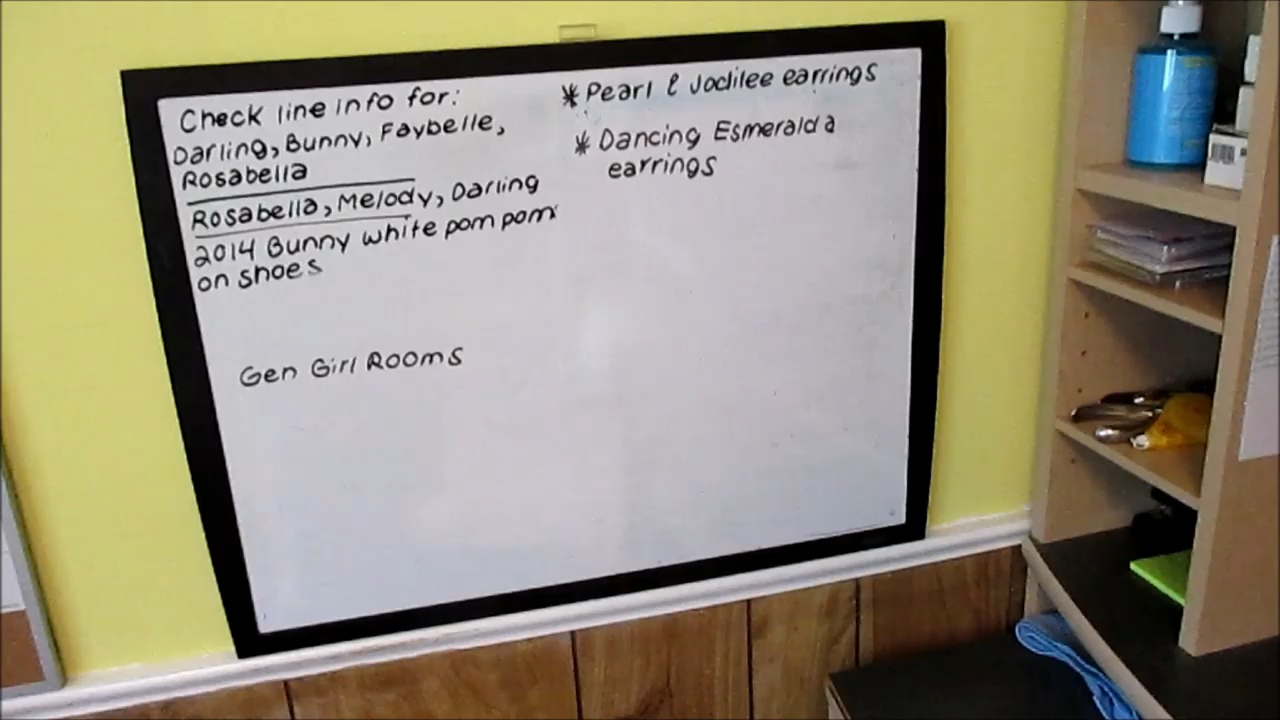 Check line info for:
Darling, Bunny, Faybelle,
Rosabella
Rosabella, Melody, Darling
2014 Bunny white pom pom
on shoes
Gen Girl Rooms
* Pearl & Jodilee earrings
* Dancing Esmeralda
earrings